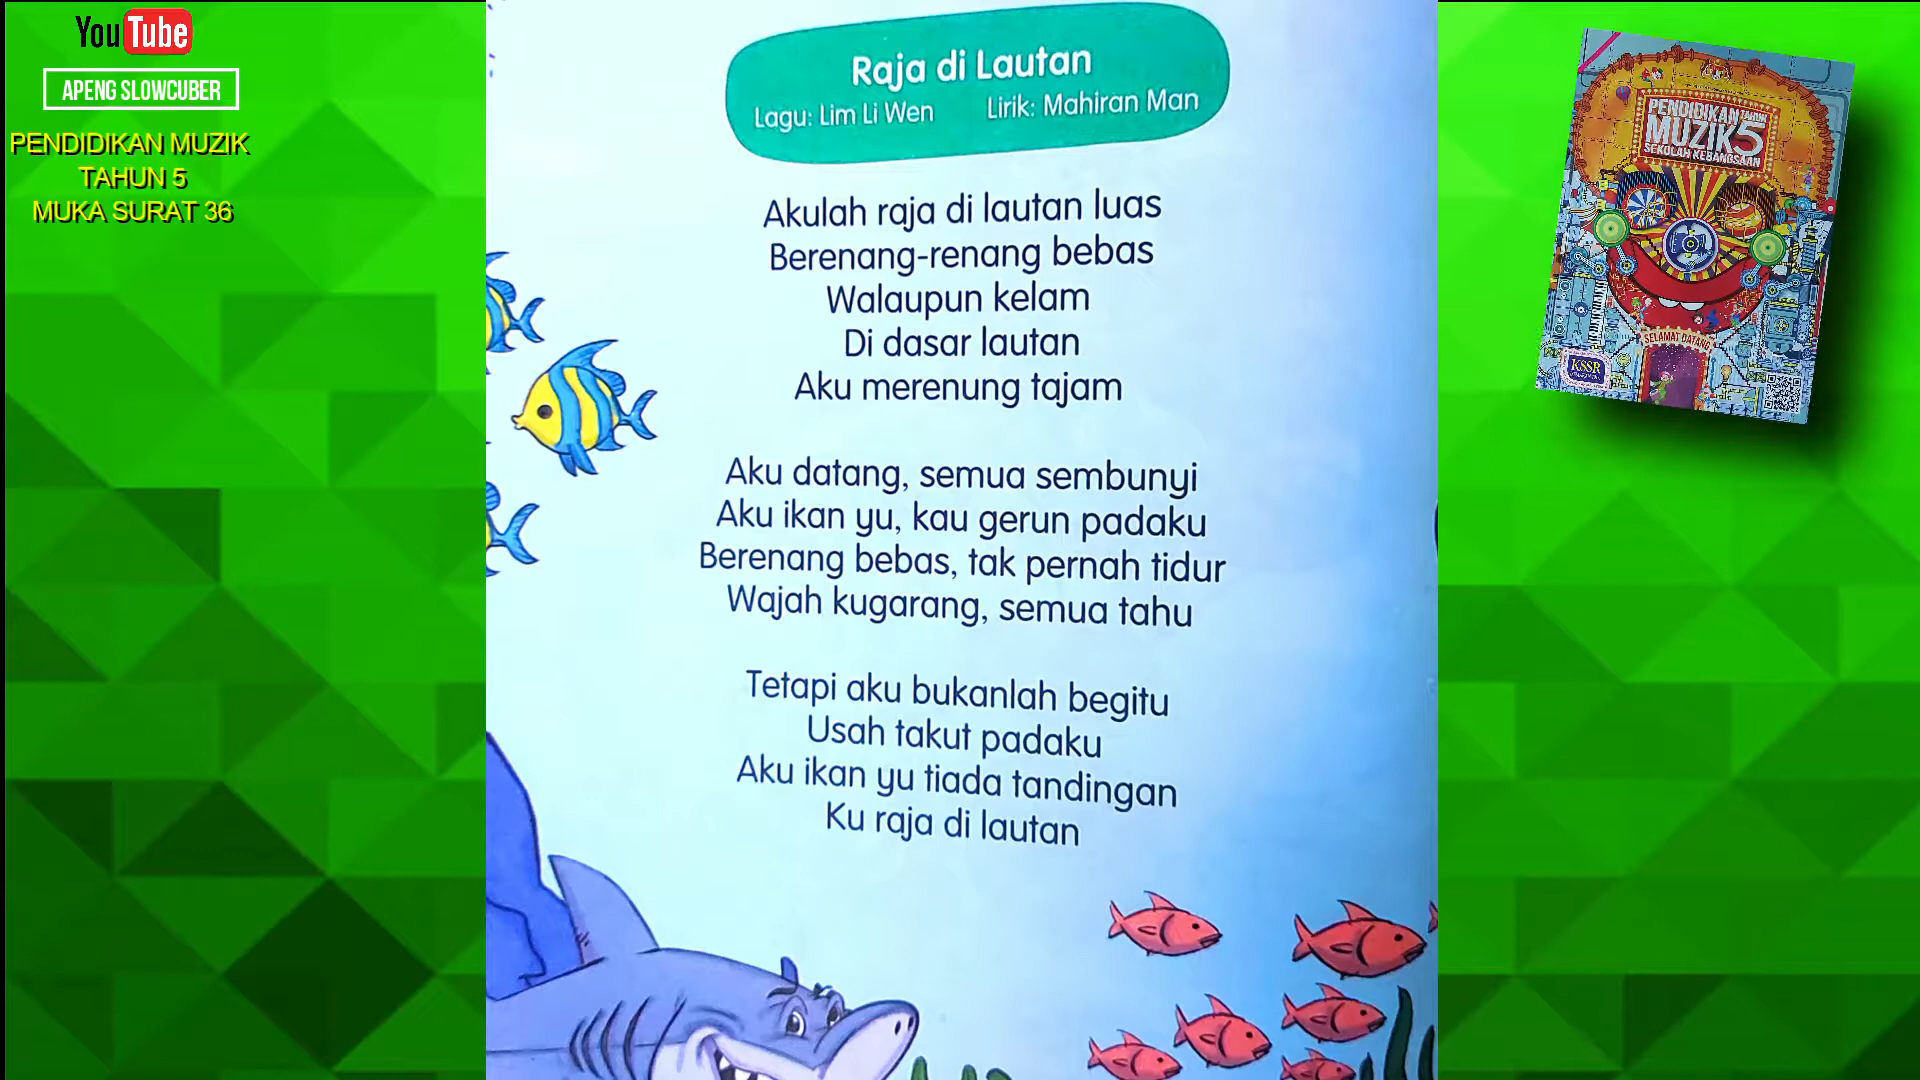 YouTube
APENG SLOWCUBER
PENDIDIKAN MUZIK
TAHUN 5
MUKA SURAT 36
Raja di Lautan
Lagu: Lim Li Wen Lirik: Mahiran Man
Akulah raja di lautan luas
Berenang-renang bebas
Walaupun kelam
Di dasar lautan
Aku merenung tajam
Aku datang, semua sembunyi
Aku ikan yu, kau gerun padaku
Berenang bebas, tak pernah tidur
Wajah kugarang, semua tahu
Tetapi aku bukanlah begitu
Usah takut padaku
Aku ikan yu tiada tandingan
Ku raja di lautan
PENDIDIKAN
MUZIK TAHUN 5
SEKOLAH KEBANGSAAN
SELAMAT DATANG
KSSR